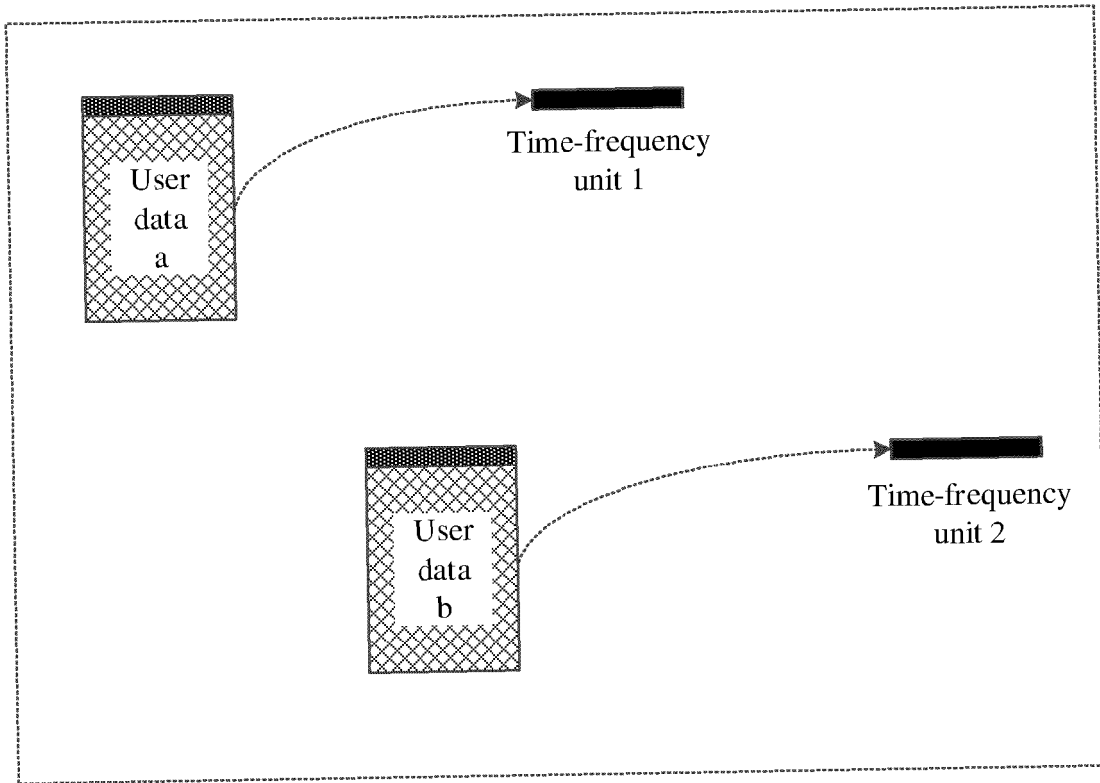 User
data
a
Time-frequency
unit 1
User
data
b
Time-frequency
unit 2